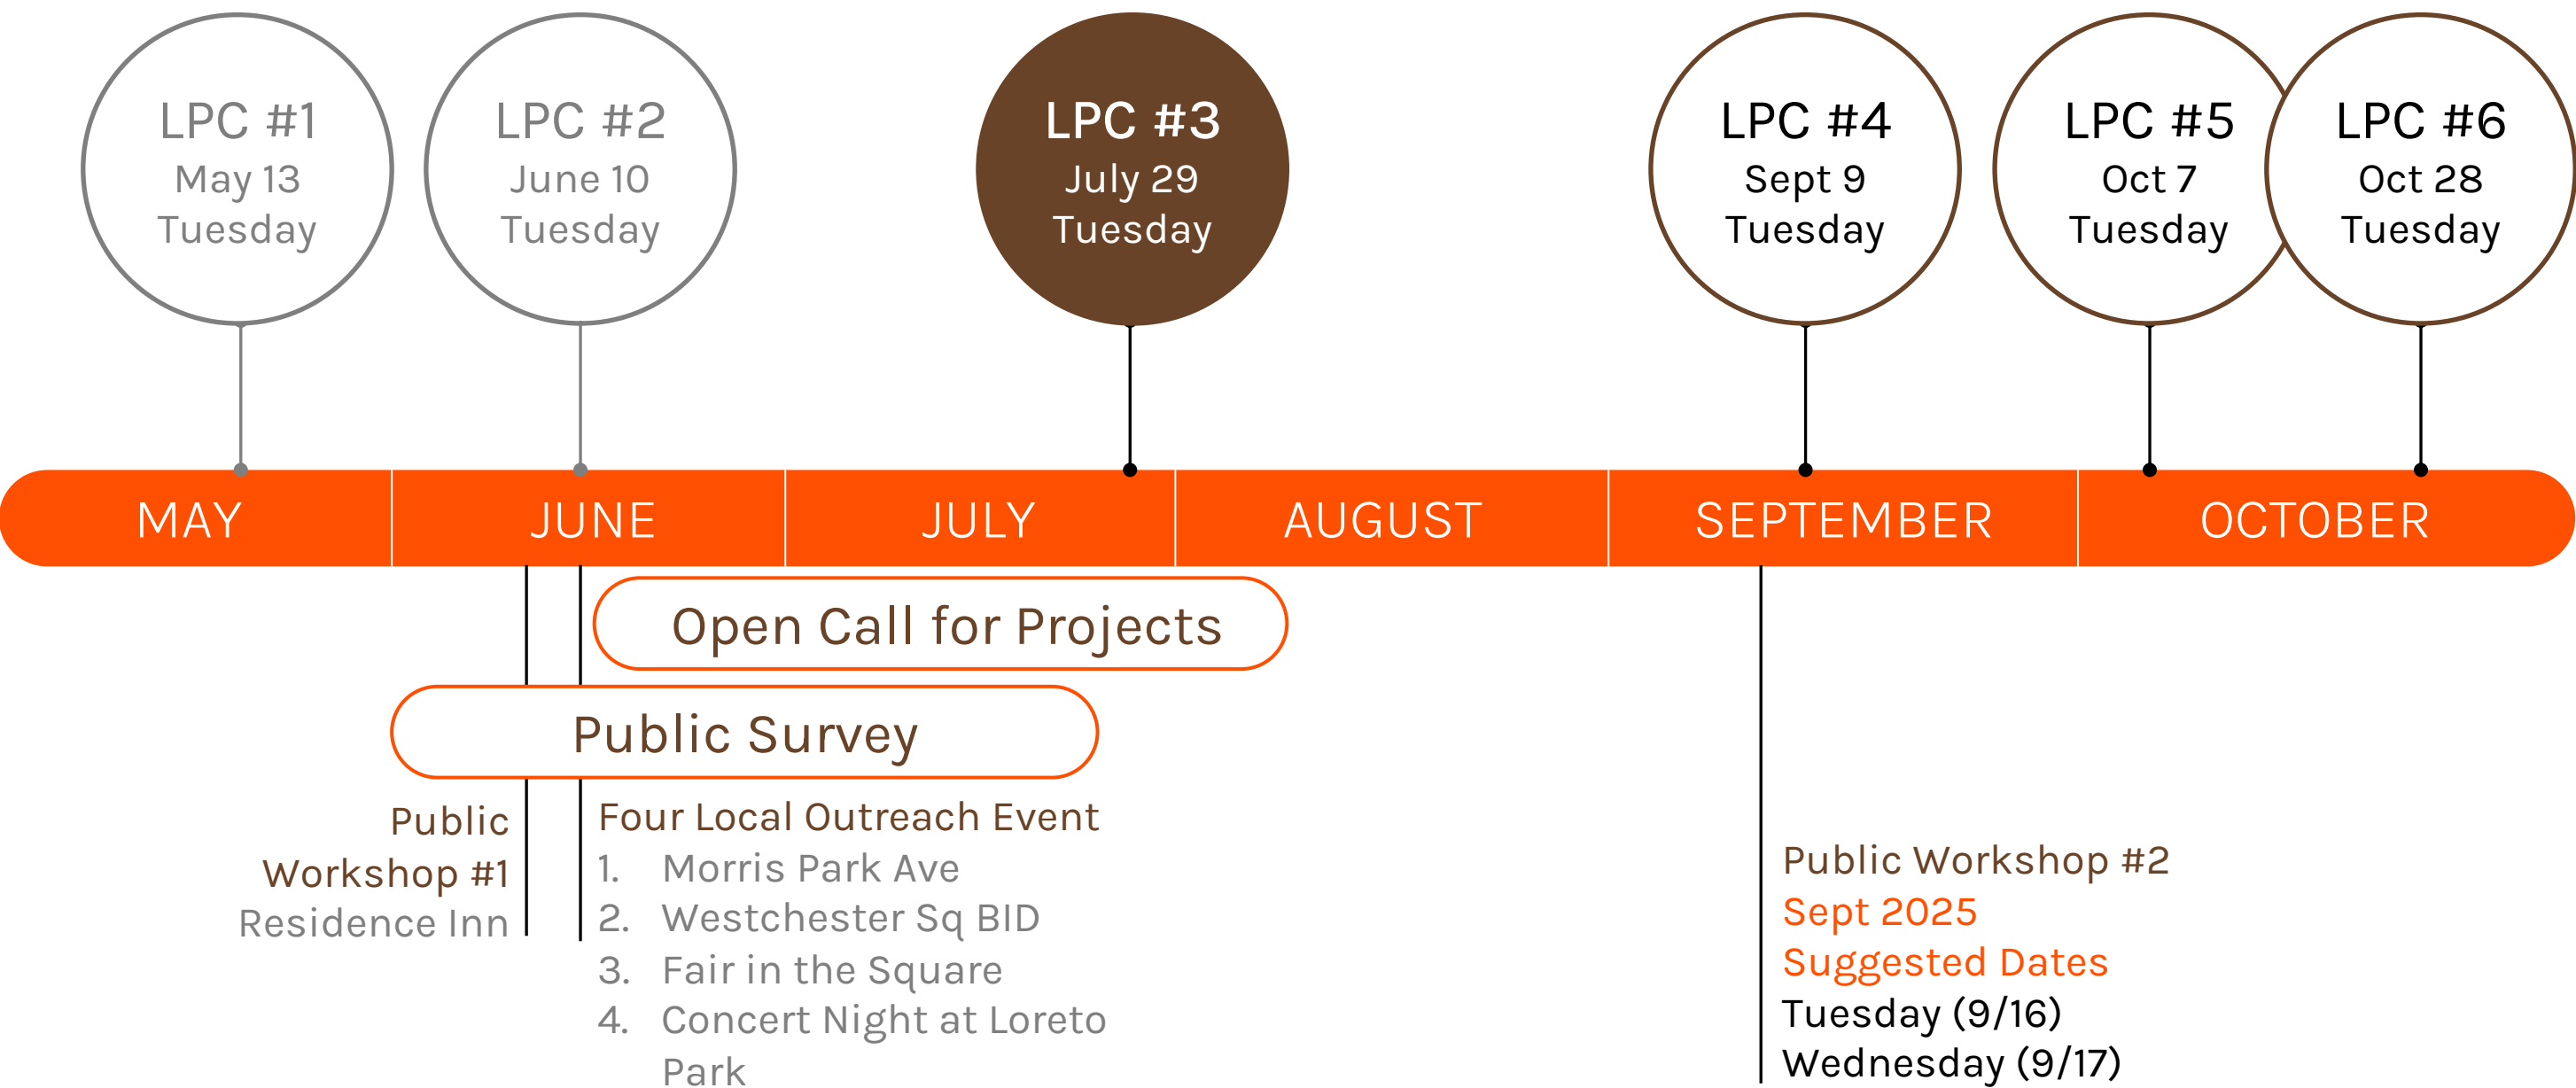 LPC #1
May 13
Tuesday
LPC #2
June 10
Tuesday
LPC #3
July 29
Tuesday
LPC #4
Sept 9
Tuesday
LPC #5
Oct 7
Tuesday
LPC #6
Oct 28
Tuesday
MAY
JUNE
JULY
AUGUST
SEPTEMBER
OCTOBER
Open Call for Projects
Public Survey
Public
Workshop #1
Residence Inn
Four Local Outreach Event
1. Morris Park Ave
2. Westchester Sq BID
3. Fair in the Square
4. Concert Night at Loreto
Park
Public Workshop #2
Sept 2025
Suggested Dates
Tuesday (9/16)
Wednesday (9/17)